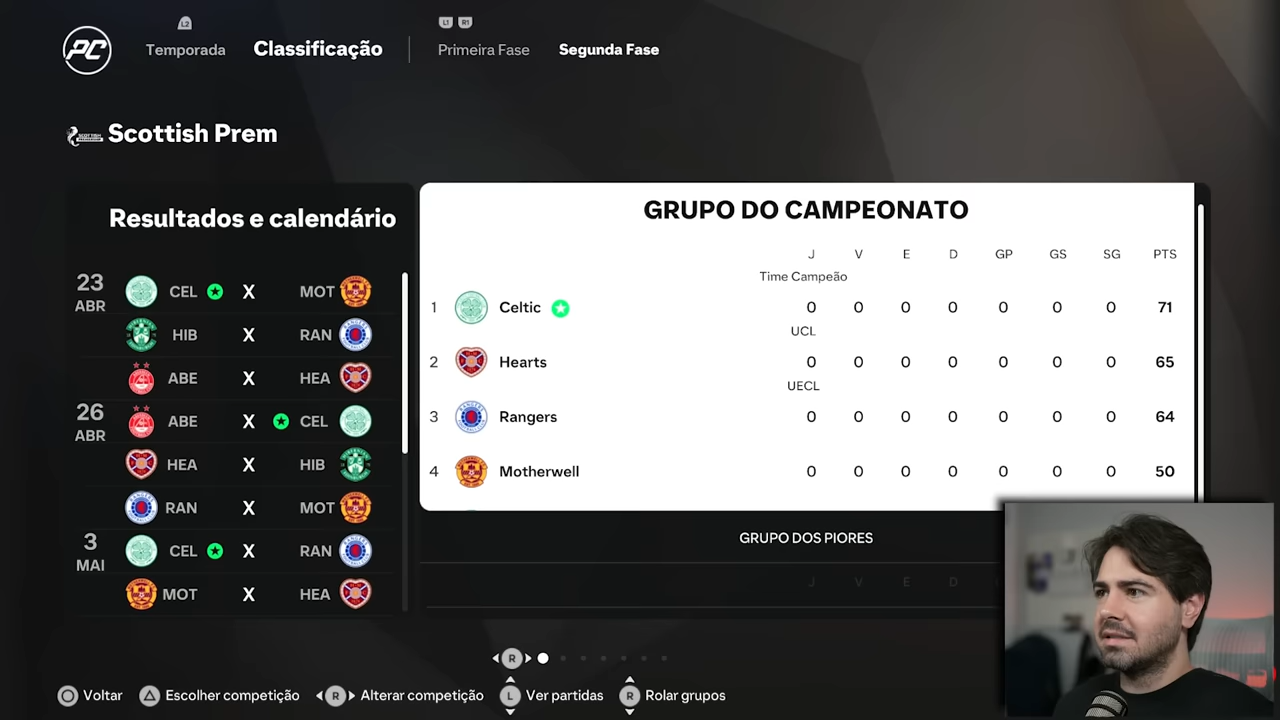 L2
L1 R1
PC Temporada Classificação Primeira Fase Segunda Fase
Scottish Prem
Resultados e calendário
23 ABR
CEL X MOT
HIB X RAN
ABE X HEA
26 ABR
ABE X CEL
HEA X HIB
RAN X MOT
3 MAI
CEL X RAN
MOT X HEA
GRUPO DO CAMPEONATO
J V E D GP GS SG PTS
Time Campeão
1 Celtic 0 0 0 0 0 0 0 71
UCL
2 Hearts 0 0 0 0 0 0 0 65
UECL
3 Rangers 0 0 0 0 0 0 0 64
4 Motherwell 0 0 0 0 0 0 0 50
GRUPO DOS PIORES
J V E D
R
Voltar Escolher competição R Alterar competição L Ver partidas R Rolar grupos